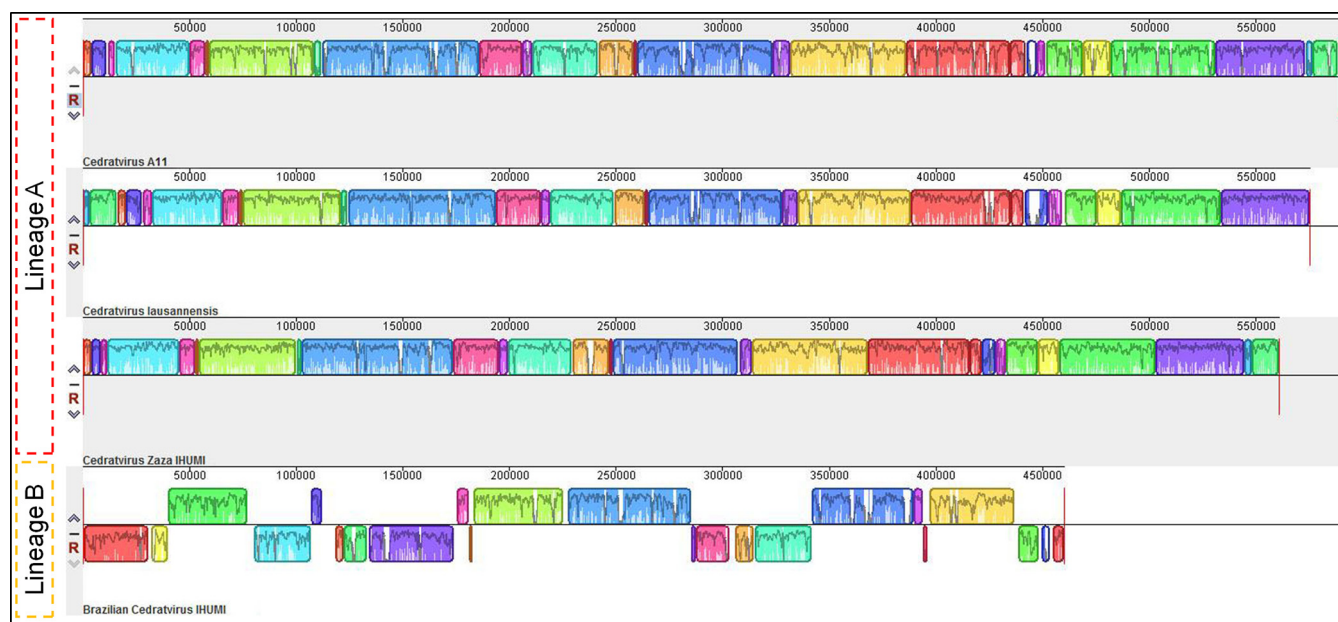 Lineage A
50000 100000 150000 200000 250000 300000 350000 400000 450000 500000 550000
R
Cedratvirus A11
50000 100000 150000 200000 250000 300000 350000 400000 450000 500000 550000
R
Cedratvirus lausannensis
50000 100000 150000 200000 250000 300000 350000 400000 450000 500000 550000
R
Cedratvirus Zaza IHUMI
Lineage B
50000 100000 150000 200000 250000 300000 350000 400000 450000
R
Brazilian Cedratvirus IHUMI